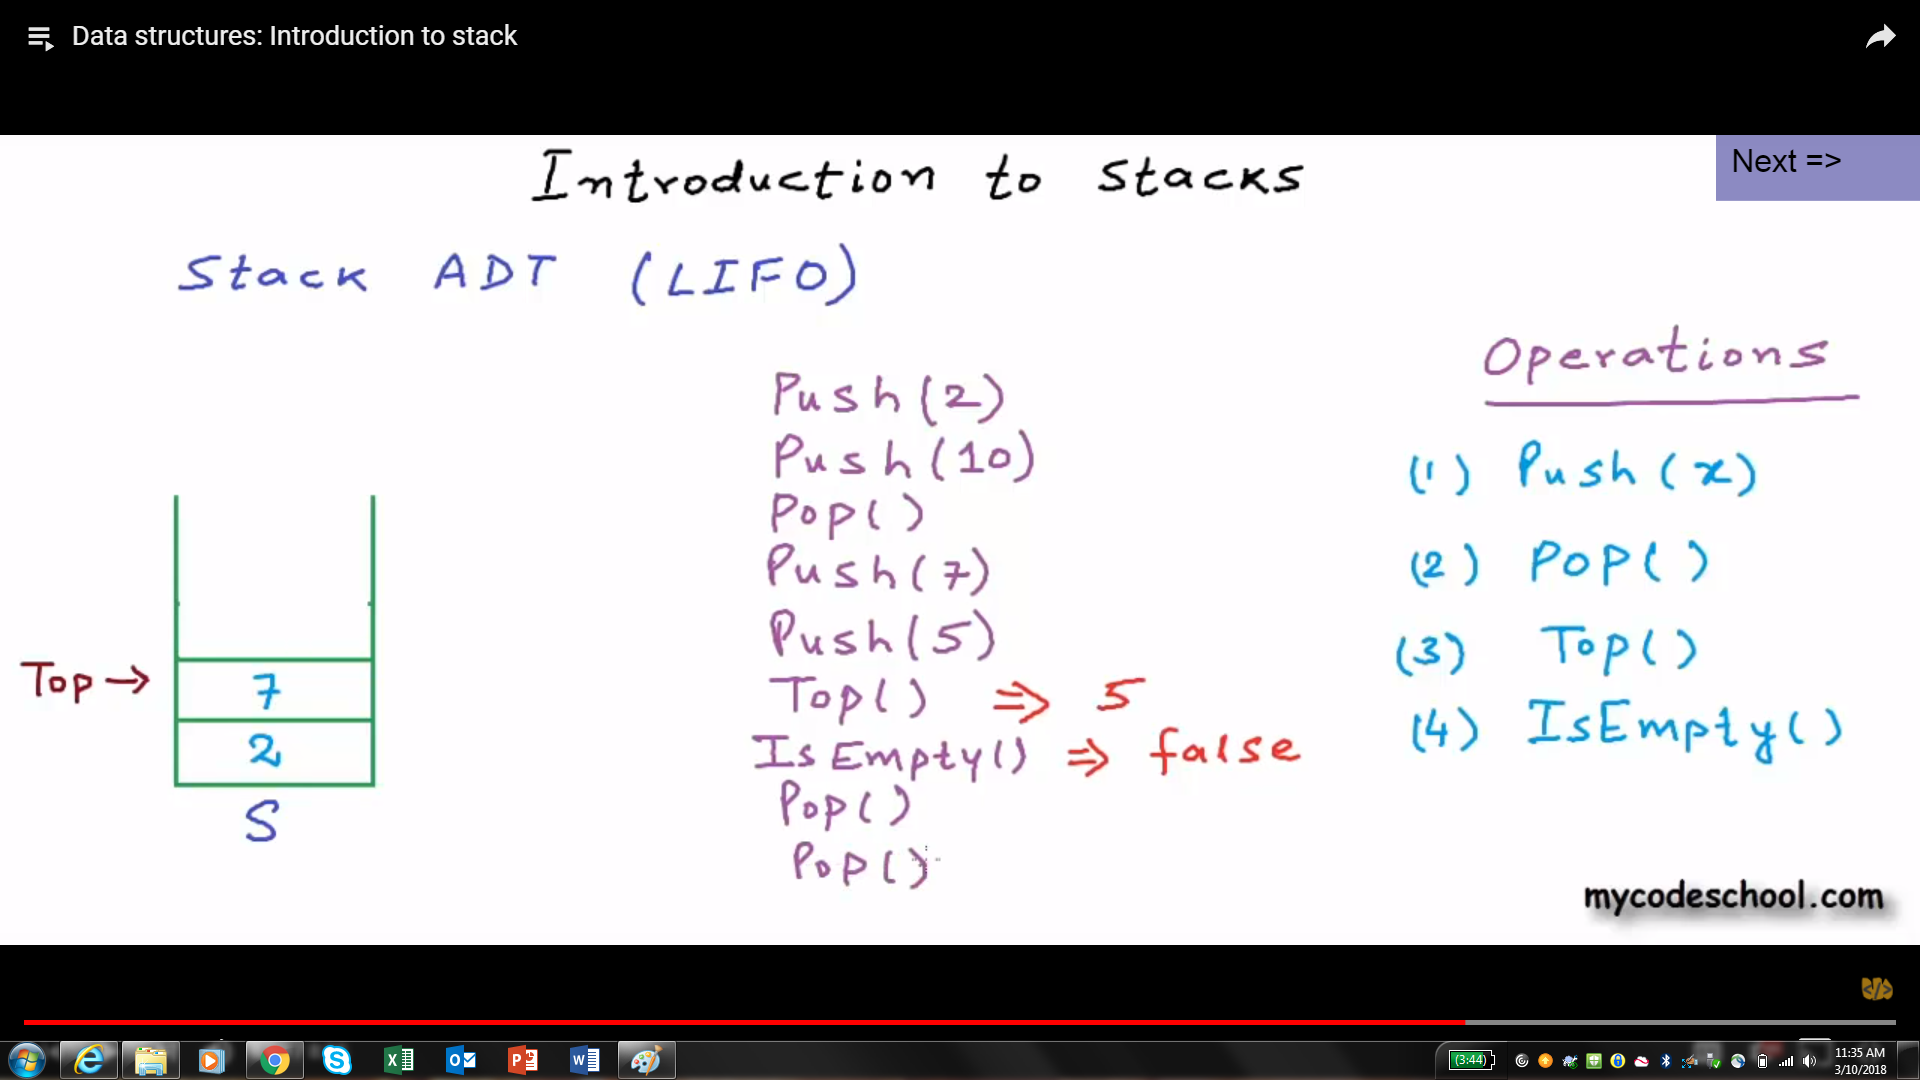 Data structures: Introduction to stack
Introduction to stacks
Next =>
Stack ADT (LIFO)
Operations
Push(2)
Push(10)
Pop()
Push(7)
Push(5)
Top() ⇒ 5
IsEmpty() ⇒ false
Pop()
Pop()
(1) Push(x)
(2) Pop()
(3) Top()
(4) IsEmpty()
Top →
7
2
S
mycodeschool.com
(3:44)
11:35 AM
3/10/2018